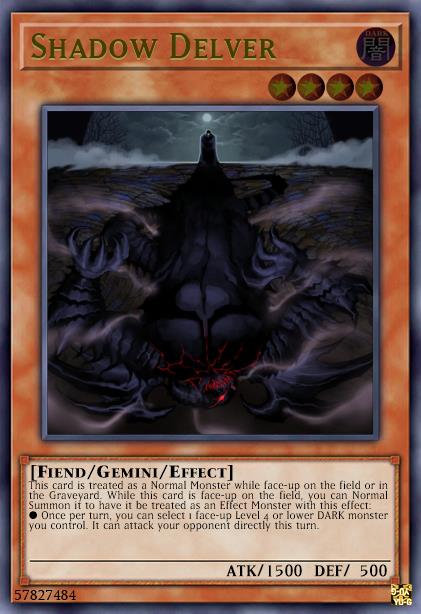 Shadow Delver
DARK
闇
[Fiend/Gemini/Effect]
This card is treated as a Normal Monster while face-up on the field or in
the Graveyard. While this card is face-up on the field, you can Normal
Summon it to have it be treated as an Effect Monster with this effect:
● Once per turn, you can select 1 face-up Level 4 or lower DARK monster
you control. It can attack your opponent directly this turn.
ATK/1500 DEF/ 500
57827484